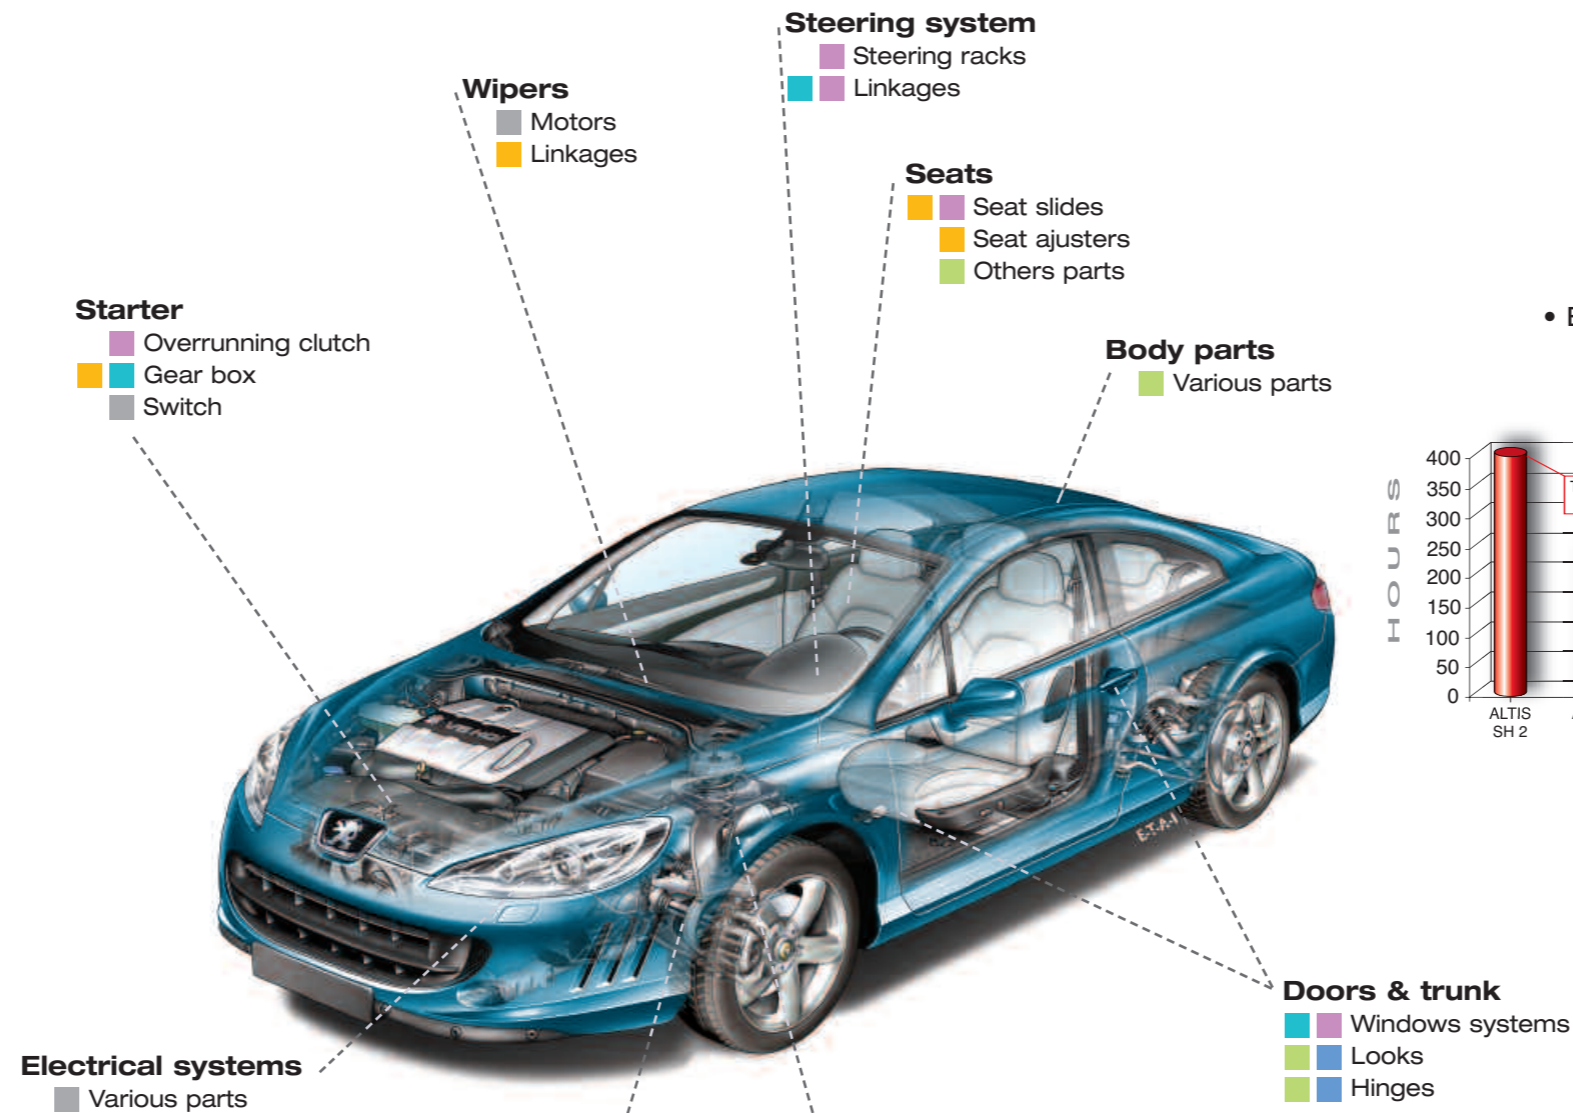 Steering system
Steering racks
Linkages
Wipers
Motors
Linkages
Seats
Seat slides
Seat ajusters
Others parts
Starter
Overrunning clutch
Gear box
Switch
Body parts
Various parts
HOURS
400
350
300
250
200
150
100
50
0
ALTIS
SH 2
E-T-A-I
Doors & trunk
Windows systems
Looks
Hinges
Electrical systems
Various parts